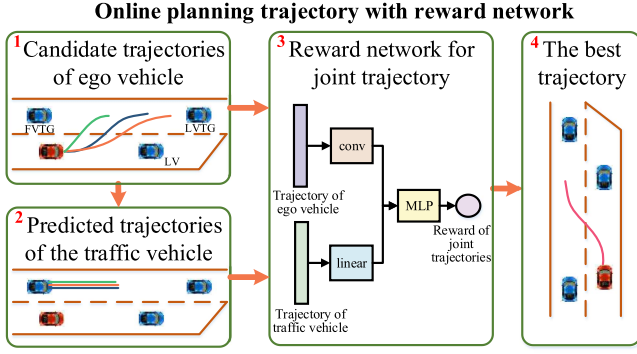 Online planning trajectory with reward network
1 Candidate trajectories
of ego vehicle
FVTG
LVTG
LV
2 Predicted trajectories
of the traffic vehicle
3 Reward network for
joint trajectory
conv
Trajectory of
ego vehicle
MLP
Reward of
joint
trajectories
linear
Trajectory of
traffic vehicle
4 The best
trajectory